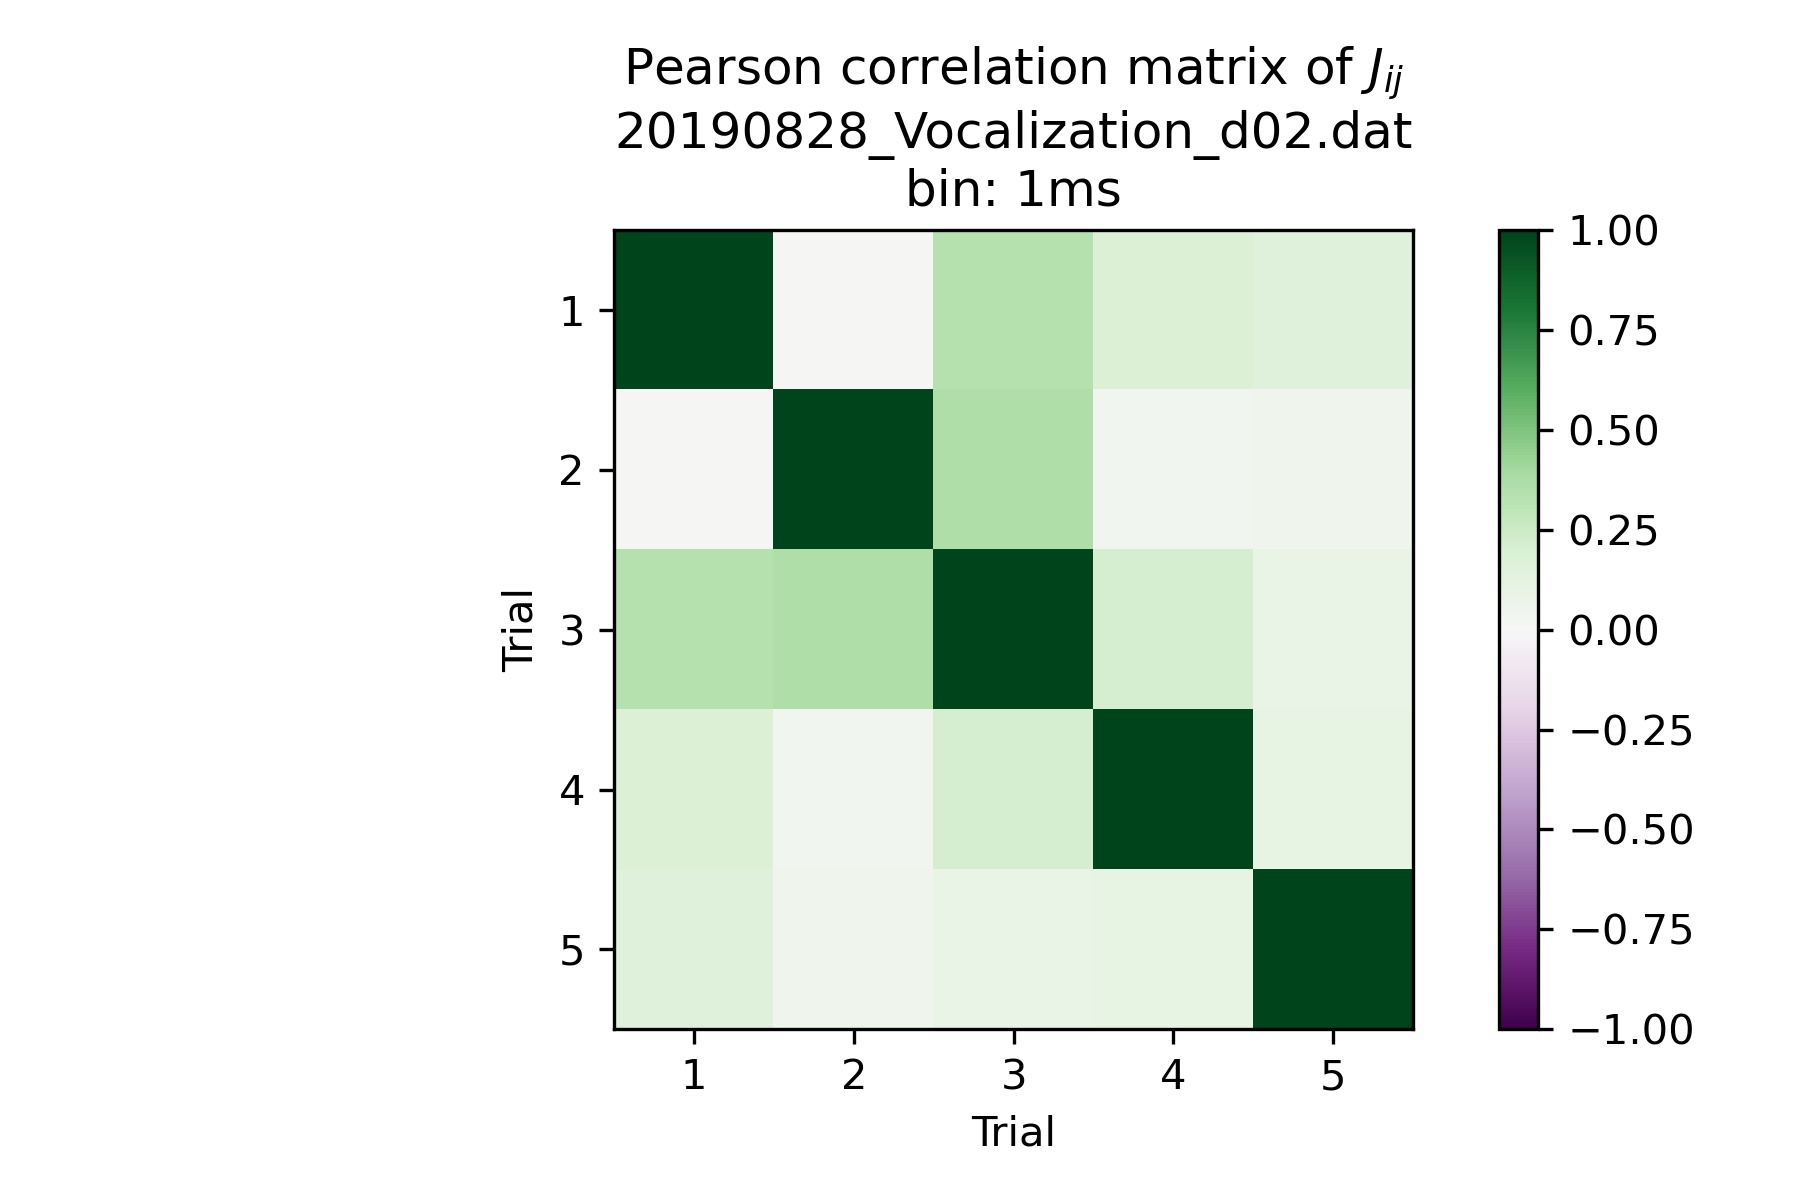 Pearson correlation matrix of J_ij
20190828_Vocalization_d02.dat
bin: 1ms
1
2
3
4
5
Trial
1 2 3 4 5
Trial
1.00
0.75
0.50
0.25
0.00
−0.25
−0.50
−0.75
−1.00